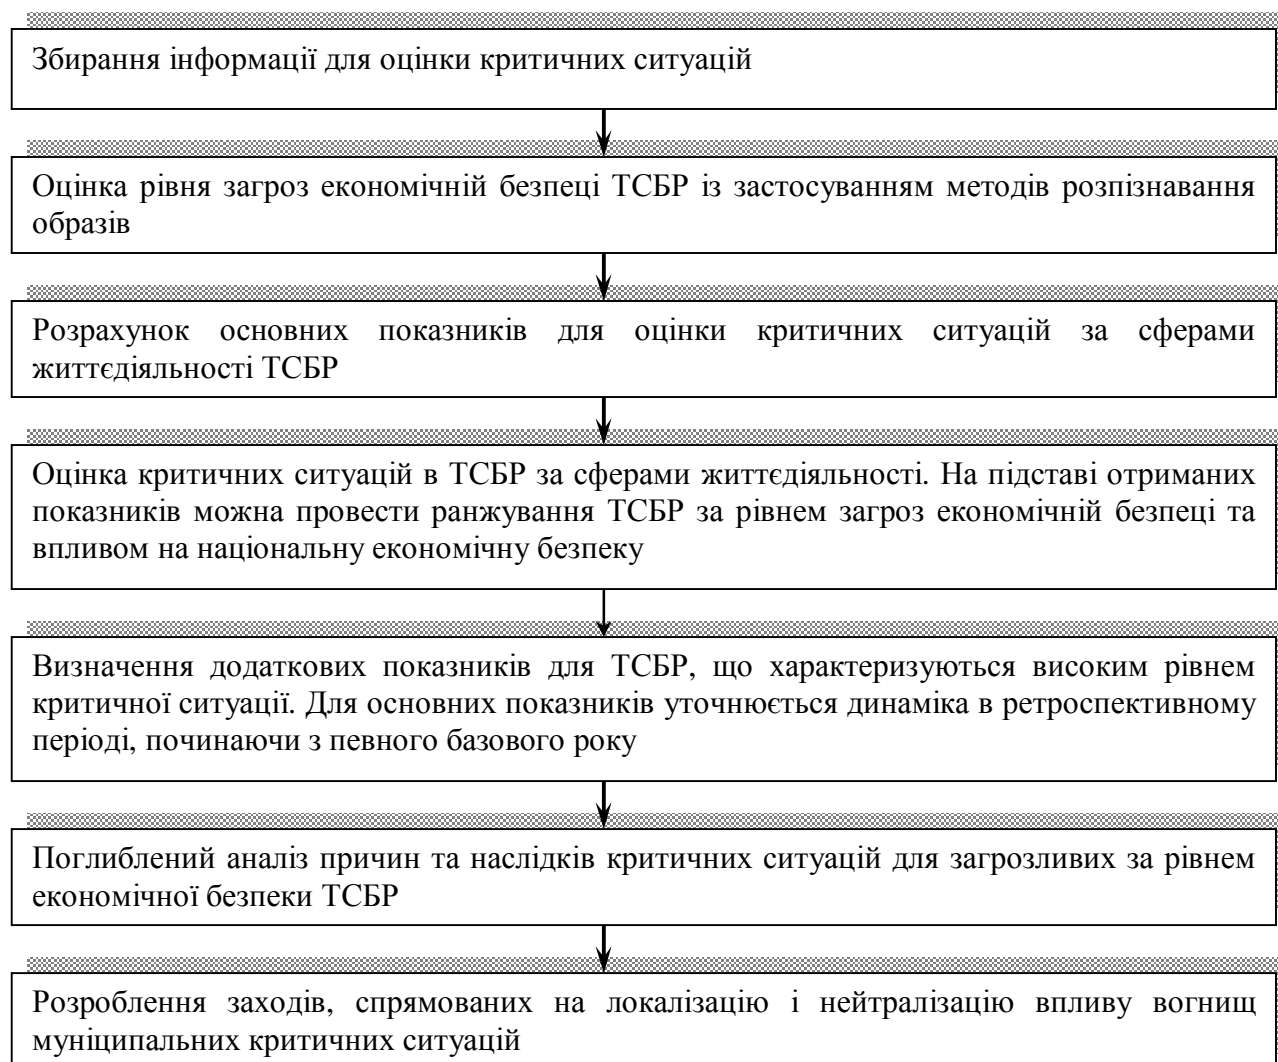 Збирання інформації для оцінки критичних ситуацій
Оцінка рівня загроз економічній безпеці ТСБР із застосуванням методів розпізнавання
образів
Розрахунок основних показників для оцінки критичних ситуацій за сферами
життєдіяльності ТСБР
Оцінка критичних ситуацій в ТСБР за сферами життєдіяльності. На підставі отриманих
показників можна провести ранжування ТСБР за рівнем загроз економічній безпеці та
впливом на національну економічну безпеку
Визначення додаткових показників для ТСБР, що характеризуються високим рівнем
критичної ситуації. Для основних показників уточнюється динаміка в ретроспективному
періоді, починаючи з певного базового року
Поглиблений аналіз причин та наслідків критичних ситуацій для загрозливих за рівнем
економічної безпеки ТСБР
Розроблення заходів, спрямованих на локалізацію і нейтралізацію впливу вогнищ
муніципальних критичних ситуацій